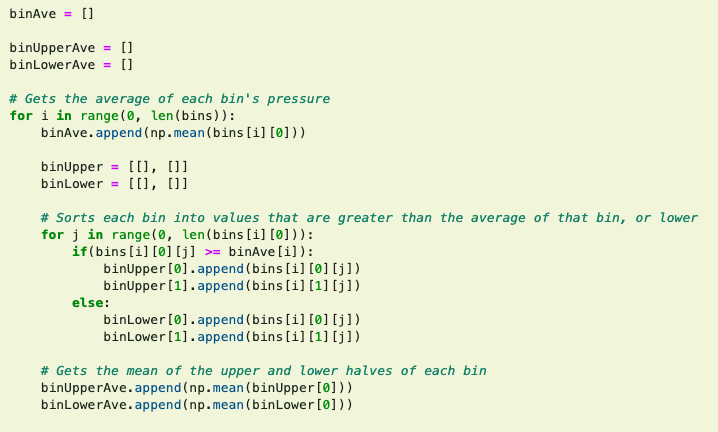 binAve = []
binUpperAve = []
binLowerAve = []
# Gets the average of each bin's pressure
for i in range(0, len(bins)):
    binAve.append(np.mean(bins[i][0]))
    binUpper = [[], []]
    binLower = [[], []]
    # Sorts each bin into values that are greater than the average of that bin, or lower
    for j in range(0, len(bins[i][0])):
        if(bins[i][0][j] >= binAve[i]):
            binUpper[0].append(bins[i][0][j])
            binUpper[1].append(bins[i][1][j])
        else:
            binLower[0].append(bins[i][0][j])
            binLower[1].append(bins[i][1][j])
    # Gets the mean of the upper and lower halves of each bin
    binUpperAve.append(np.mean(binUpper[0]))
    binLowerAve.append(np.mean(binLower[0]))